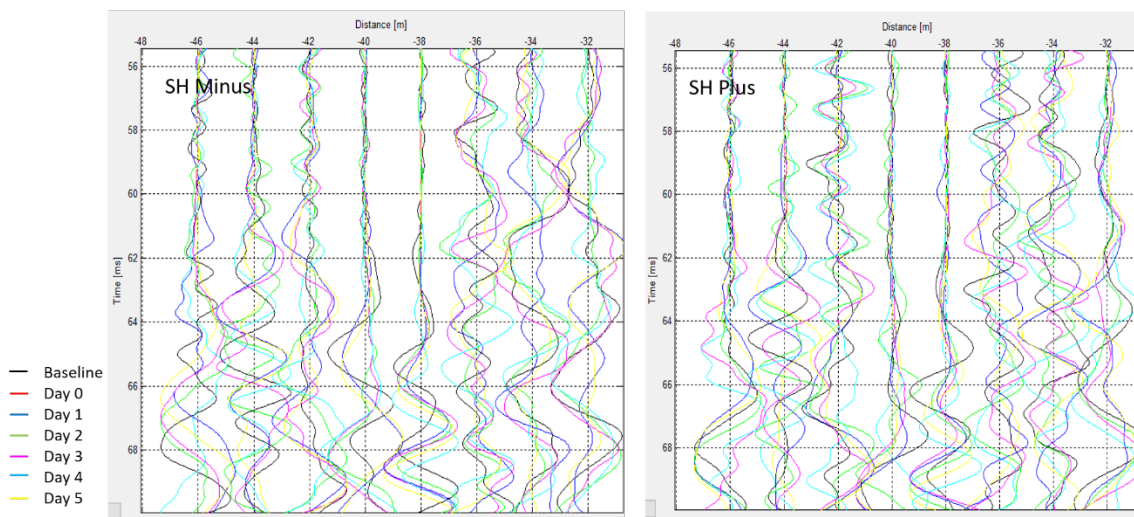 Distance [m]
-48 -46 -44 -42 -40 -38 -36 -34 -32
SH Minus
Time [ms]
56
58
60
62
64
66
68
Baseline
Day 0
Day 1
Day 2
Day 3
Day 4
Day 5
Distance [m]
-48 -46 -44 -42 -40 -38 -36 -34 -32
SH Plus
Time [ms]
56
58
60
62
64
66
68